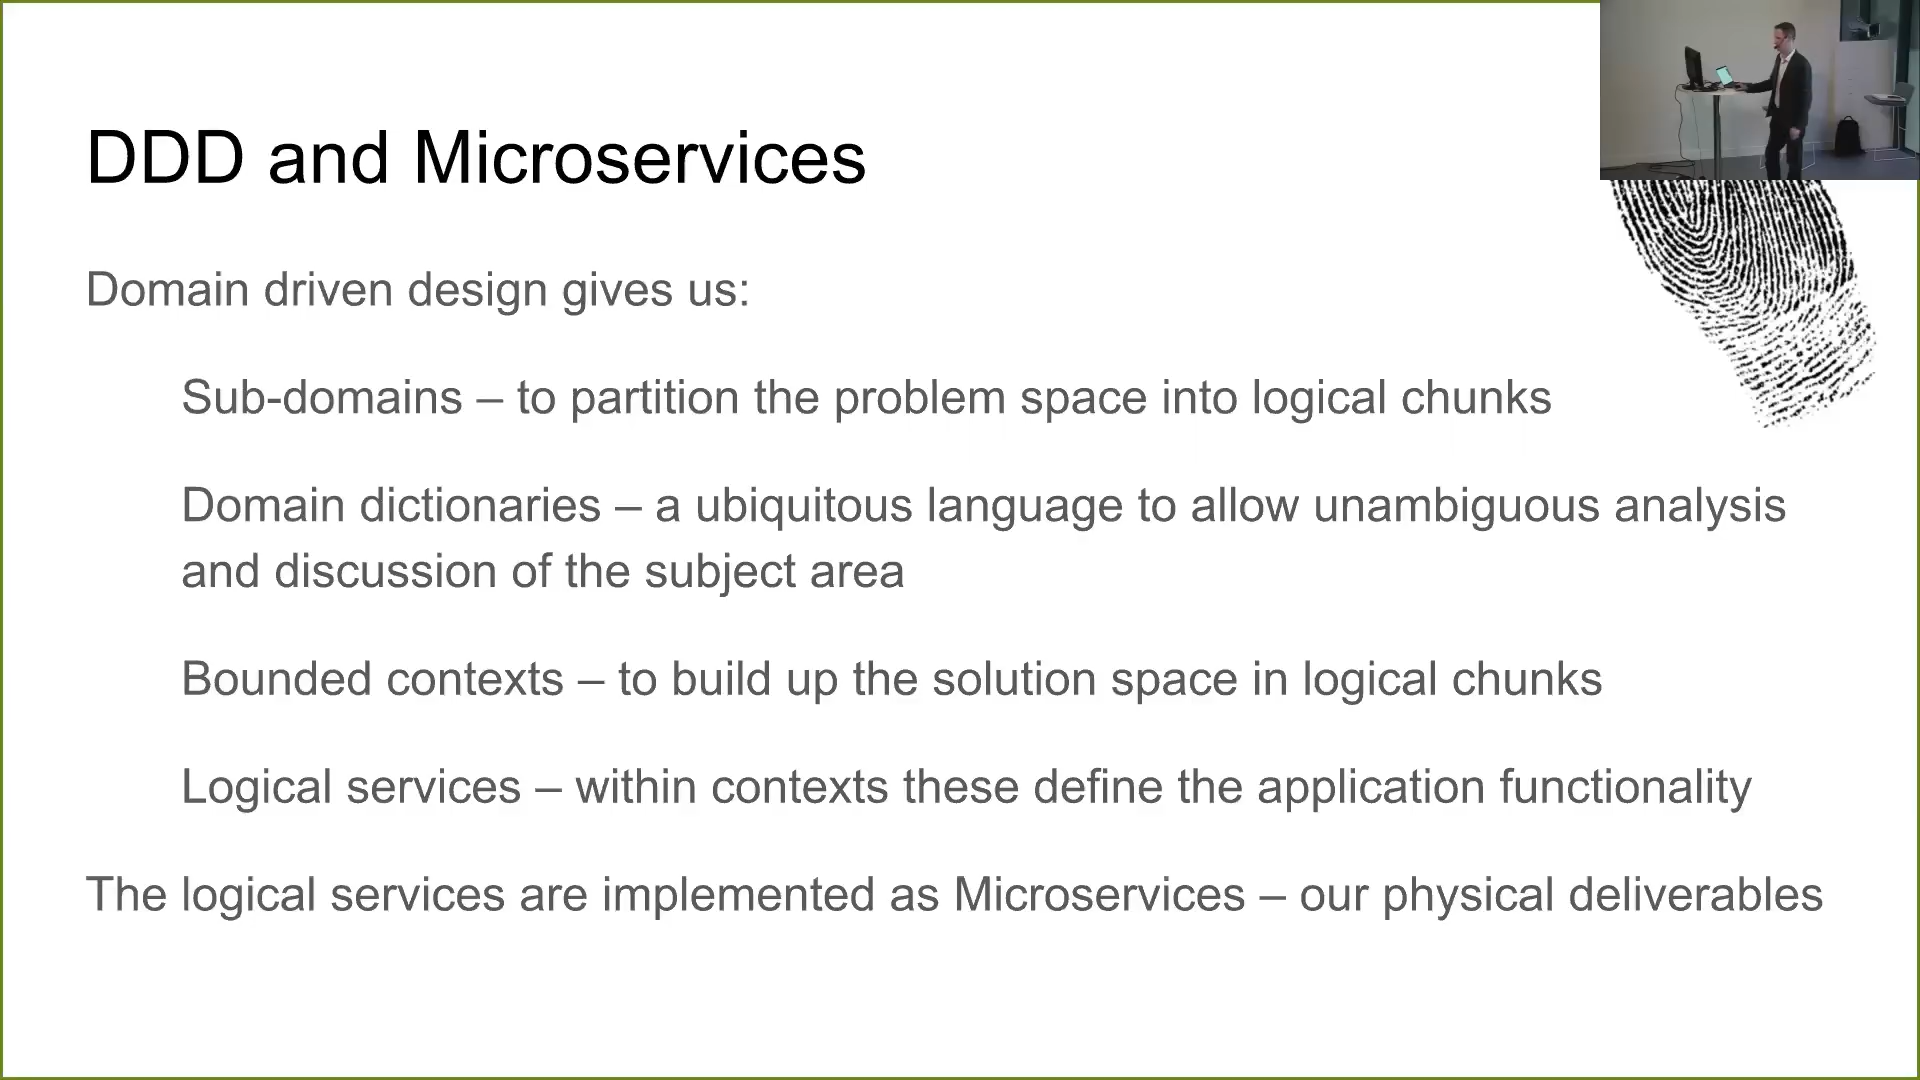 DDD and Microservices
Domain driven design gives us:
Sub-domains – to partition the problem space into logical chunks
Domain dictionaries – a ubiquitous language to allow unambiguous analysis
and discussion of the subject area
Bounded contexts – to build up the solution space in logical chunks
Logical services – within contexts these define the application functionality
The logical services are implemented as Microservices – our physical deliverables